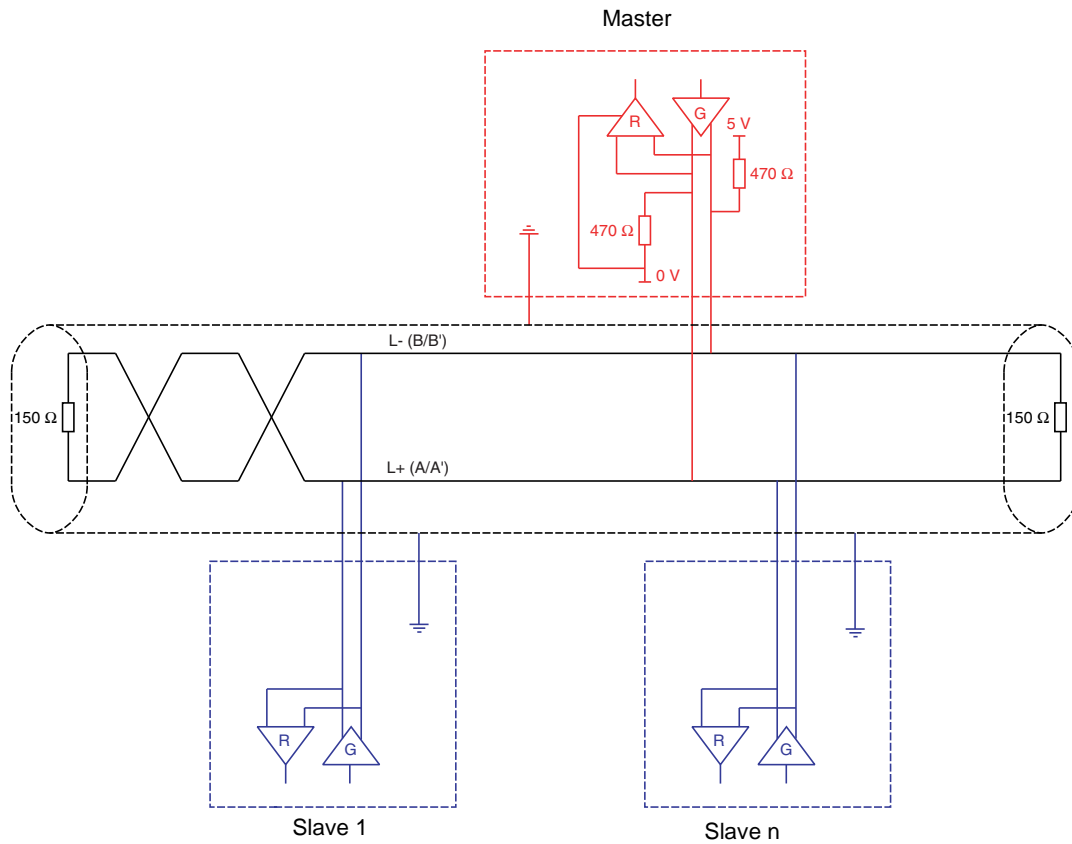 Master
R
G
5 V
470 Ω
470 Ω
0 V
L- (B/B')
150 Ω
150 Ω
L+ (A/A')
R
G
R
G
Slave 1
Slave n